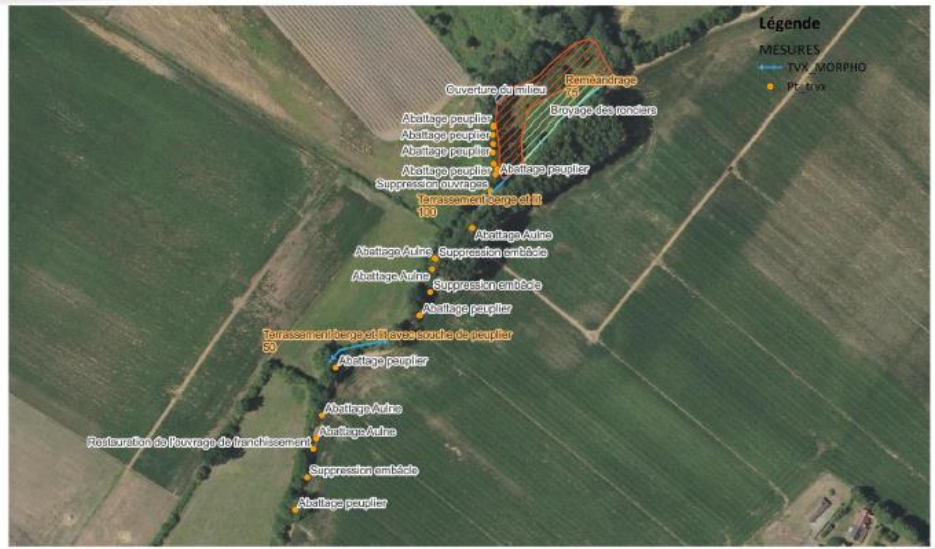 Légende
MESURES
TVX_MORPHO
Pt_trvx
Ouverture du milieu
Reméandrage
75
Broyage des ronciers
Abattage peuplier
Abattage peuplier
Abattage peuplier
Abattage peuplier
Abattage peuplier
Suppression ouvrages
Terrassement berge et lit
100
Abattage Aulne
Abattage Aulne
Suppression embâcle
Abattage Aulne
Suppression embâcle
Abattage peuplier
Terrassement berge et lit avec souche de peuplier
50
Abattage peuplier
Abattage Aulne
Abattage Aulne
Restauration de l'ouvrage de franchissement
Suppression embâcle
Abattage peuplier